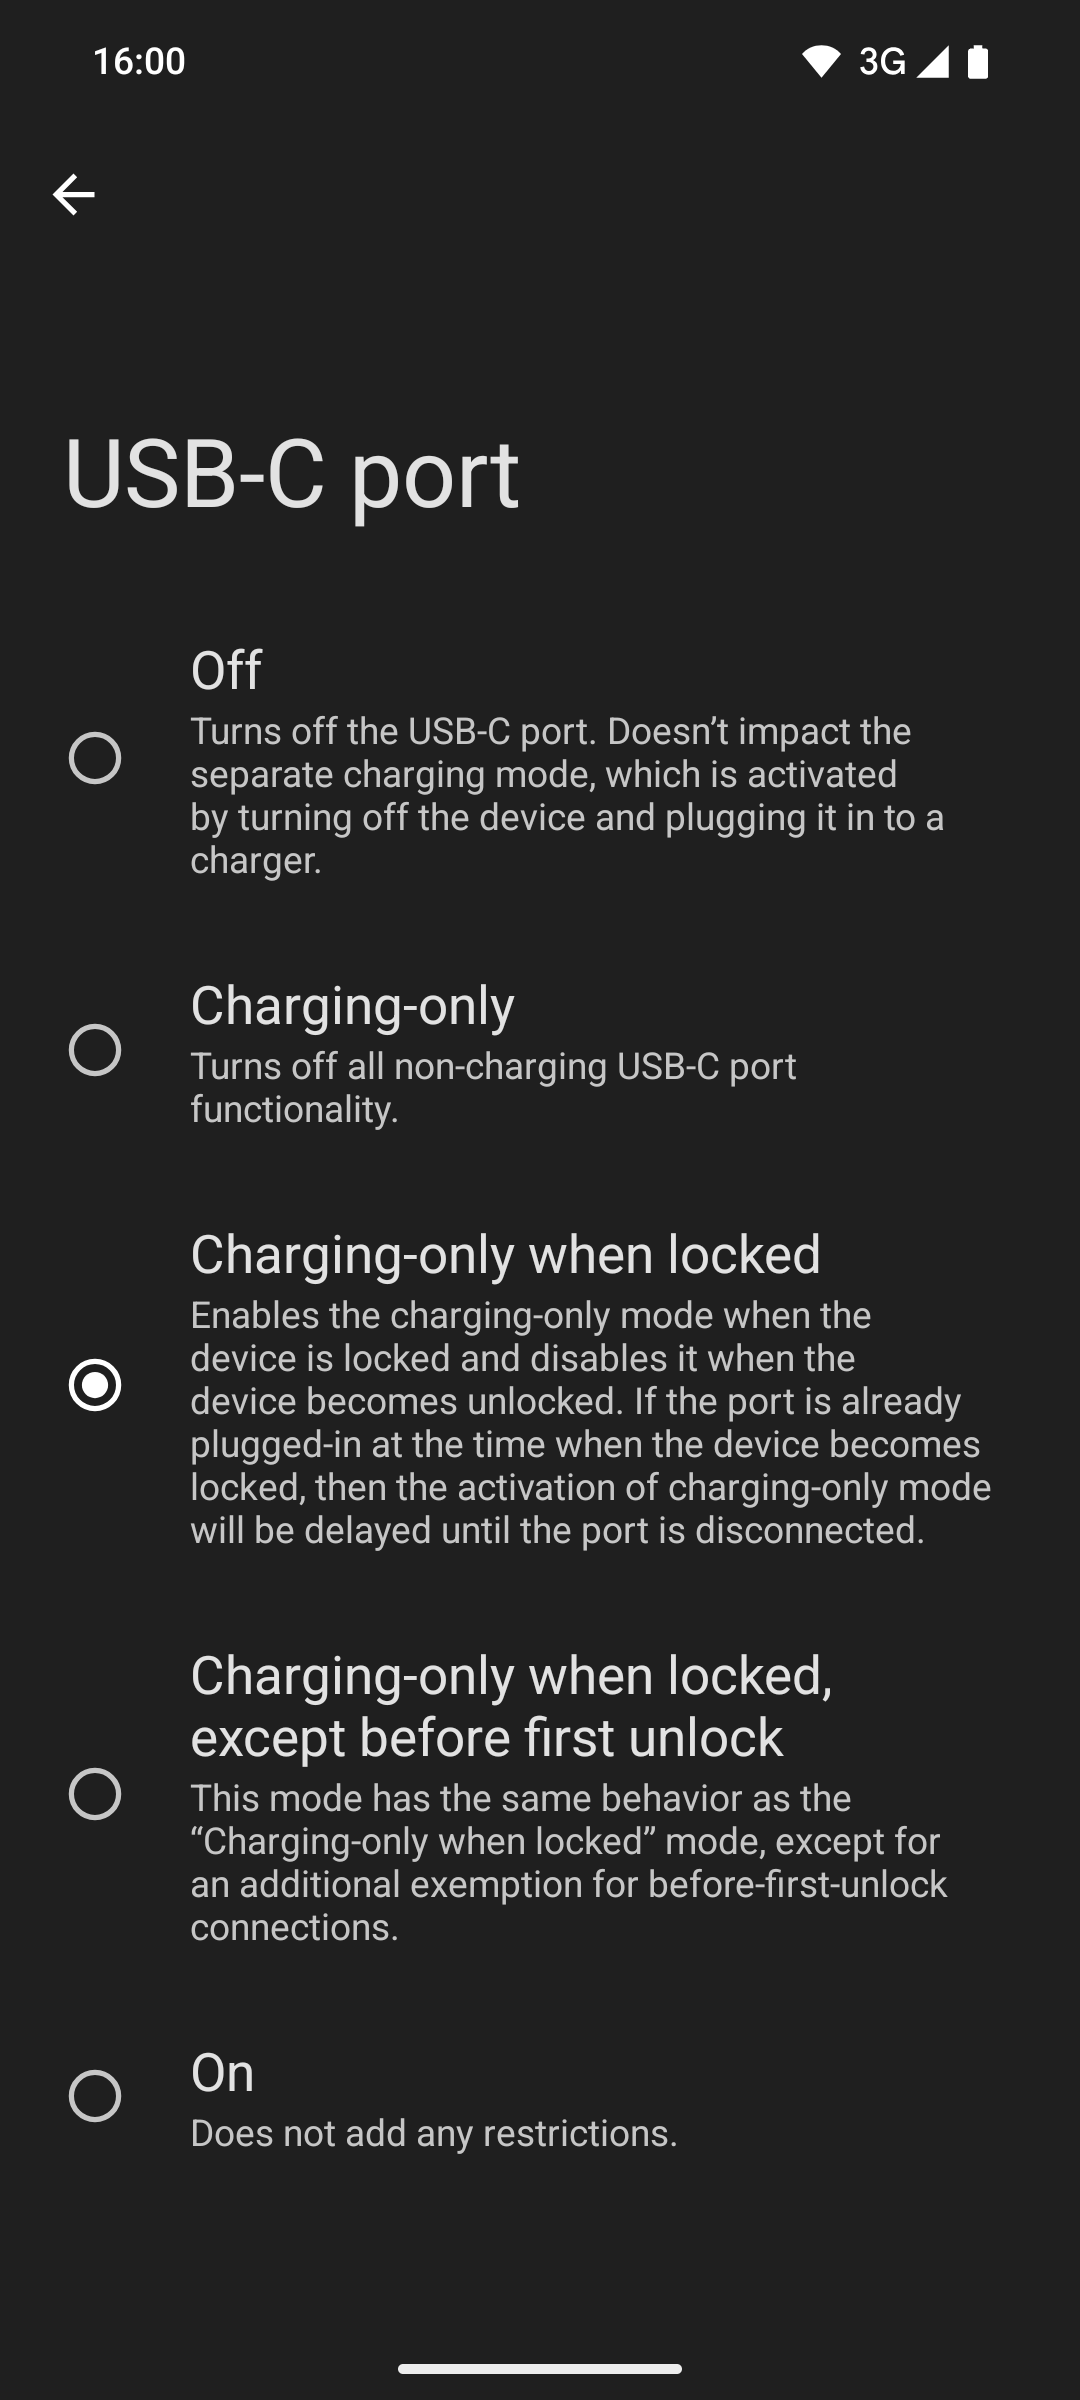 16:00
3G
USB-C port
Off
Turns off the USB-C port. Doesn’t impact the
separate charging mode, which is activated
by turning off the device and plugging it in to a
charger.
Charging-only
Turns off all non-charging USB-C port
functionality.
Charging-only when locked
Enables the charging-only mode when the
device is locked and disables it when the
device becomes unlocked. If the port is already
plugged-in at the time when the device becomes
locked, then the activation of charging-only mode
will be delayed until the port is disconnected.
Charging-only when locked,
except before first unlock
This mode has the same behavior as the
“Charging-only when locked” mode, except for
an additional exemption for before-first-unlock
connections.
On
Does not add any restrictions.